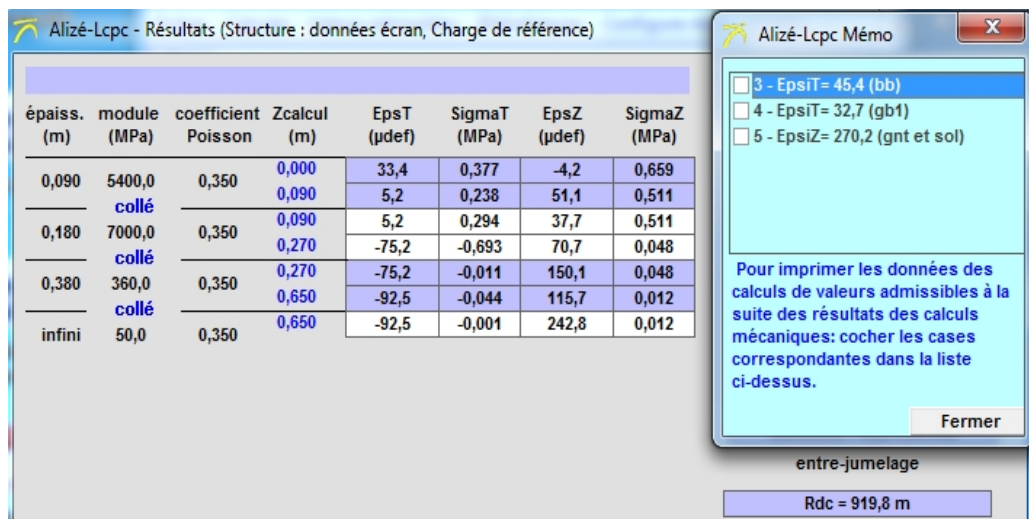 Alizé-Lcpc - Résultats (Structure : données écran, Charge de référence)
épaiss. module coefficient Zcalcul EpsT SigmaT EpsZ SigmaZ
(m) (MPa) Poisson (m) (µdef) (MPa) (µdef) (MPa)
0,000 33,4 0,377 -4,2 0,659
0,090 5400,0 0,350
collé 0,090 5,2 0,238 51,1 0,511
0,090 5,2 0,294 37,7 0,511
0,180 7000,0 0,350
collé 0,270 -75,2 -0,693 70,7 0,048
0,270 -75,2 -0,011 150,1 0,048
0,380 360,0 0,350
collé 0,650 -92,5 -0,044 115,7 0,012
0,650 -92,5 -0,001 242,8 0,012
infini 50,0 0,350
Alizé-Lcpc Mémo
3 - EpsiT= 45,4 (bb)
4 - EpsiT= 32,7 (gb1)
5 - EpsiZ= 270,2 (gnt et sol)
Pour imprimer les données des
calculs de valeurs admissibles à la
suite des résultats des calculs
mécaniques: cocher les cases
correspondantes dans la liste
ci-dessus.
Fermer
entre-jumelage
Rdc = 919,8 m